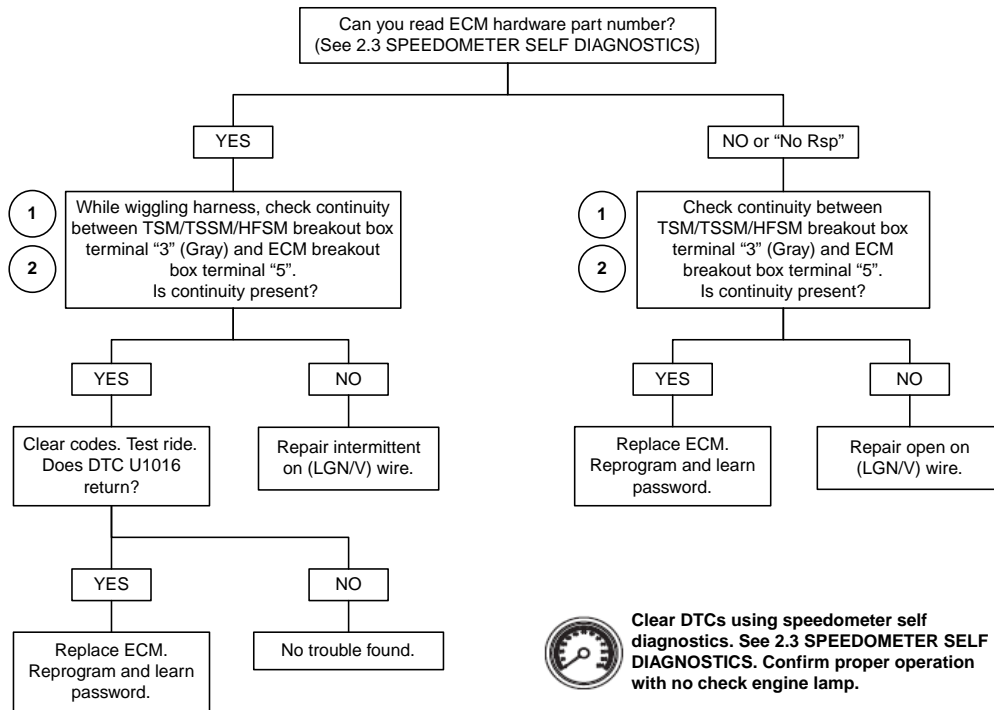 Can you read ECM hardware part number?
(See 2.3 SPEEDOMETER SELF DIAGNOSTICS)
YES
NO or “No Rsp”
1
2
While wiggling harness, check continuity
between TSM/TSSM/HFSM breakout box
terminal “3” (Gray) and ECM breakout
box terminal “5”.
Is continuity present?
1
2
Check continuity between
TSM/TSSM/HFSM breakout box
terminal “3” (Gray) and ECM
breakout box terminal “5”.
Is continuity present?
YES
NO
YES
NO
Clear codes. Test ride.
Does DTC U1016
return?
Repair intermittent
on (LGN/V) wire.
Replace ECM.
Reprogram and learn
password.
Repair open on
(LGN/V) wire.
YES
NO
Replace ECM.
Reprogram and learn
password.
No trouble found.
Clear DTCs using speedometer self
diagnostics. See 2.3 SPEEDOMETER SELF
DIAGNOSTICS. Confirm proper operation
with no check engine lamp.